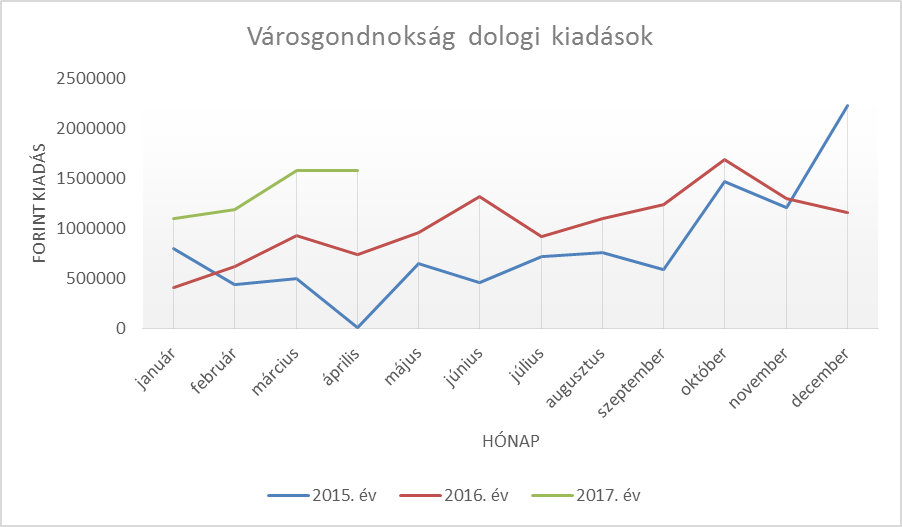 Városgondnokság dologi kiadások
FORINT KIADÁS
2500000
2000000
1500000
1000000
500000
0
január
február
március
április
május
június
július
augusztus
szeptember
október
november
december
HÓNAP
2015. év
2016. év
2017. év